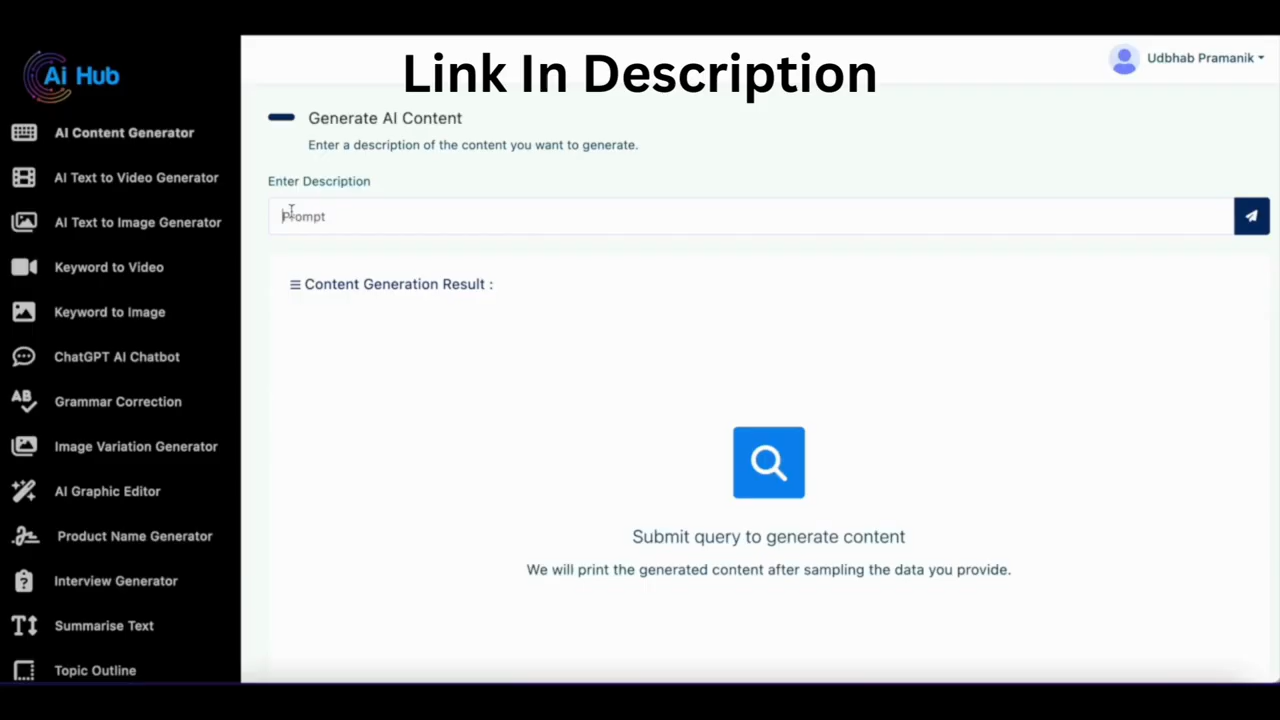 Link In Description
Ai Hub
Udbhab Pramanik
AI Content Generator
AI Text to Video Generator
AI Text to Image Generator
Keyword to Video
Keyword to Image
ChatGPT AI Chatbot
AB Grammar Correction
Image Variation Generator
AI Graphic Editor
Product Name Generator
Interview Generator
Summarise Text
Topic Outline
Generate AI Content
Enter a description of the content you want to generate.
Enter Description
Prompt
Content Generation Result :
Submit query to generate content
We will print the generated content after sampling the data you provide.